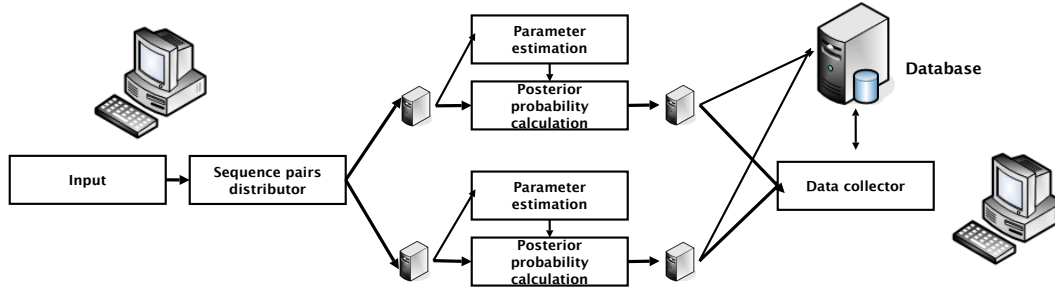 Parameter
estimation
Posterior
probability
calculation
Database
Input
Sequence pairs
distributor
Parameter
estimation
Data collector
Posterior
probability
calculation